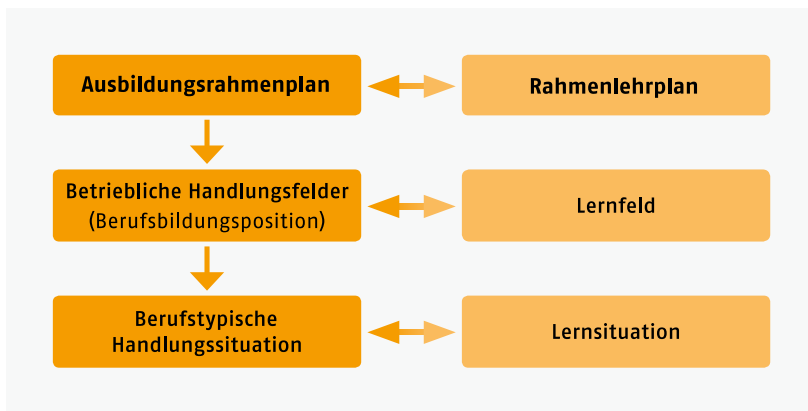 Ausbildungsrahmenplan
Rahmenlehrplan
Betriebliche Handlungsfelder
(Berufsbildungsposition)
Lernfeld
Berufstypische
Handlungssituation
Lernsituation